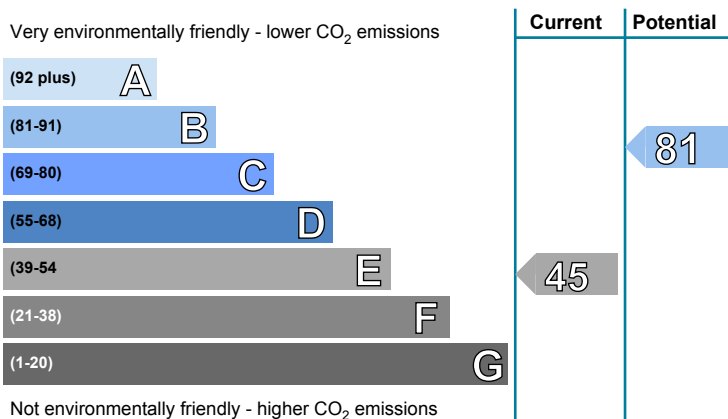 Current Potential
Very environmentally friendly - lower CO2 emissions
(92 plus) A
(81-91) B
81
(69-80) C
(55-68) D
(39-54 E
45
(21-38) F
(1-20) G
Not environmentally friendly - higher CO2 emissions